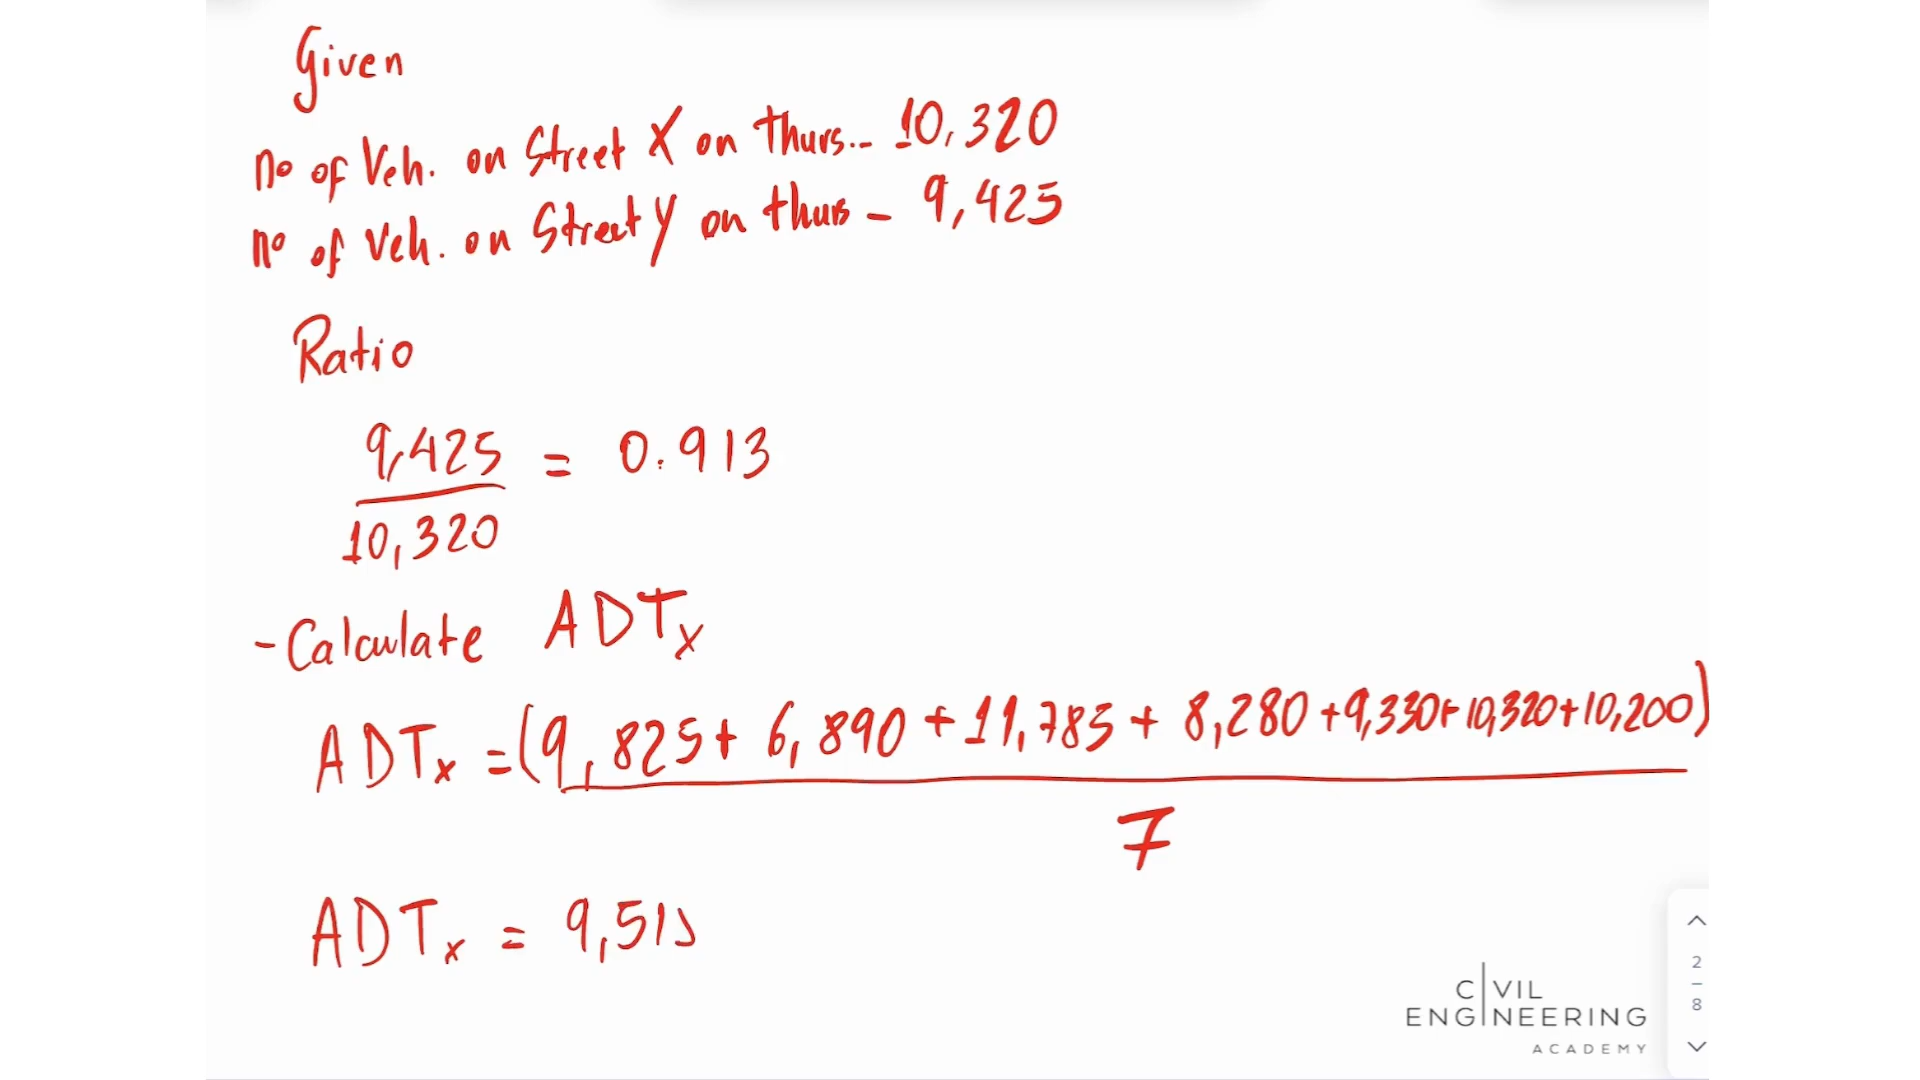 Given
no of Veh. on Street X on thurs.- 10,320
no of Veh. on Street Y on thurs - 9,425
Ratio
9,425 = 0.913
10,320
- Calculate ADTx
ADTx = (9,825 + 6,890 + 11,785 + 8,280 + 9,330 + 10,320 + 10,200)
7
ADTx = 9,51
2
8
CIVIL
ENGINEERING
ACADEMY